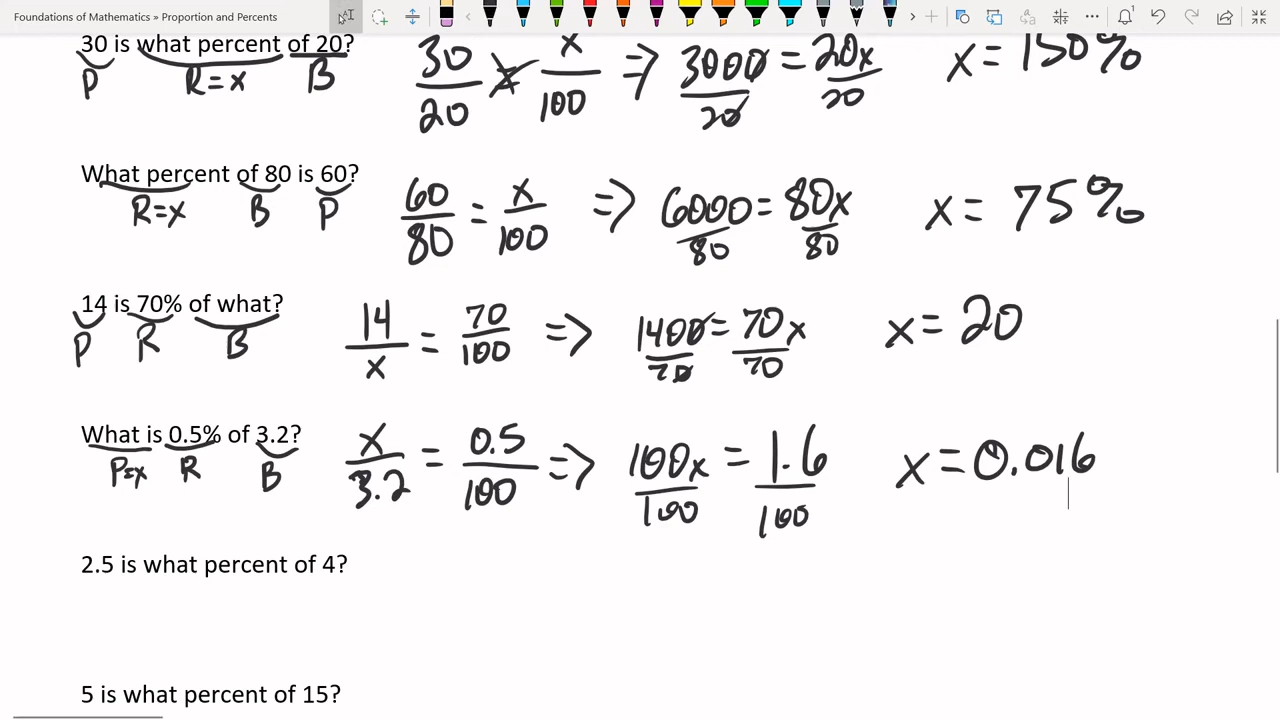 Foundations of Mathematics » Proportion and Percents
30 is what percent of 20?
P R=x B
30/20 = x/100 => 3000/20 = 20x/20 x = 150%
What percent of 80 is 60?
R=x B P
60/80 = x/100 => 6000/80 = 80x/80 x = 75%
14 is 70% of what?
P R B
14/x = 70/100 => 1400/70 = 70x/70 x = 20
What is 0.5% of 3.2?
P=x R B
x/3.2 = 0.5/100 => 100x/100 = 1.6/100 x = 0.016
2.5 is what percent of 4?
5 is what percent of 15?